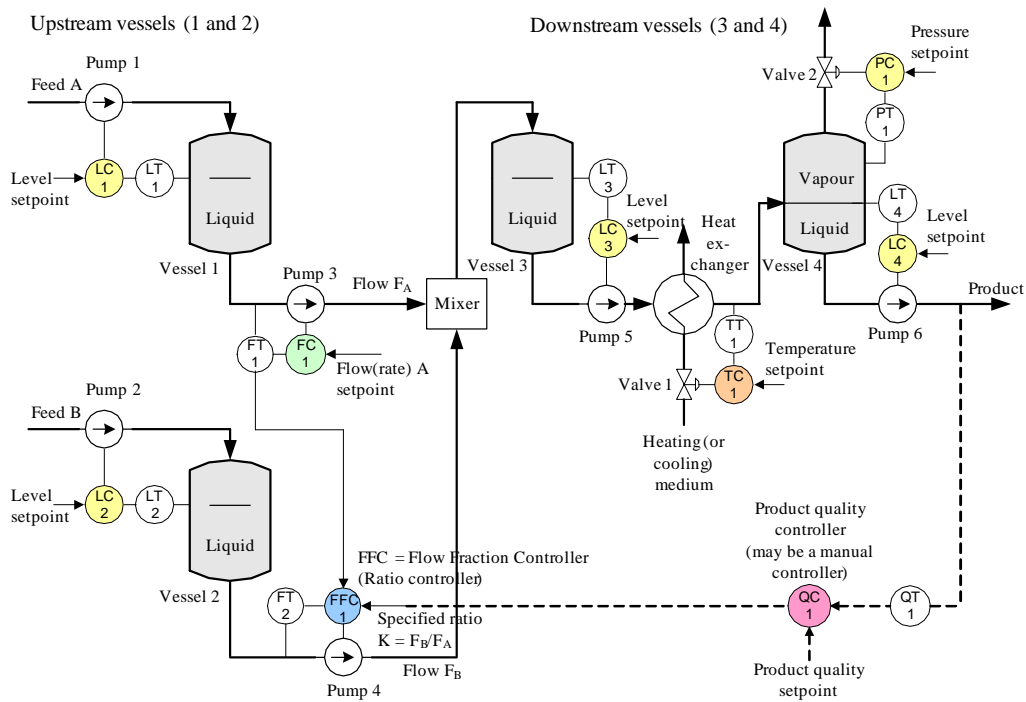 Upstream vessels (1 and 2)
Downstream vessels (3 and 4)
Pump 1
Feed A
LC
1
LT
1
Level
setpoint
Liquid
Vessel 1
Pump 3
Flow FA
FT
1
FC
1
Flow(rate) A
setpoint
Mixer
Pump 2
Feed B
LC
2
LT
2
Level
setpoint
Liquid
Vessel 2
FT
2
FFC
1
FFC = Flow Fraction Controller
(Ratio controller)
Specified ratio
K = FB/FA
Flow FB
Pump 4
Liquid
Vessel 3
LT
3
LC
3
Level
setpoint
Pump 5
Heat
ex-
changer
TT
1
TC
1
Temperature
setpoint
Valve 1
Heating (or
cooling)
medium
Valve 2
PC
1
Pressure
setpoint
PT
1
Vapour
Liquid
Vessel 4
LT
4
LC
4
Level
setpoint
Pump 6
Product
Product quality
controller
(may be a manual
controller)
QC
1
QT
1
Product quality
setpoint